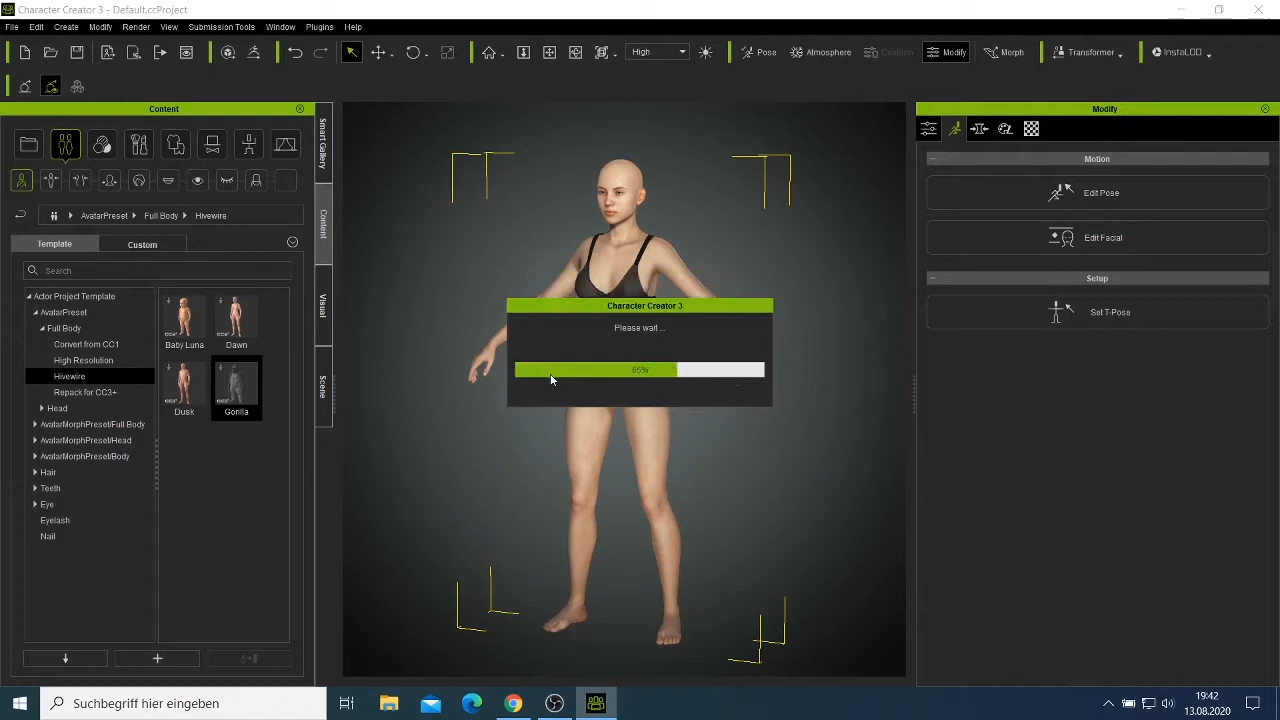 Character Creator 3 - Default.ccProject
File Edit Create Modify Render View Submission Tools Window Plugins Help
High Pose Atmosphere Conform Modify Morph Transformer InstaLOD
Content
Modify
Smart Gallery
Content
Visual
Scene
AvatarPreset Full Body Hivewire
Template Custom
Search
Actor Project Template
AvatarPreset
Full Body
Convert from CC1
High Resolution
Hivewire
Repack for CC3+
Head
AvatarMorphPreset/Full Body
AvatarMorphPreset/Head
AvatarMorphPreset/Body
Hair
Teeth
Eye
Eyelash
Nail
Baby Luna Dawn
Dusk Gorilla
Character Creator 3
Please wait ...
65%
Motion
Edit Pose
Edit Facial
Setup
Set T-Pose
Suchbegriff hier eingeben
19:42
13.08.2020